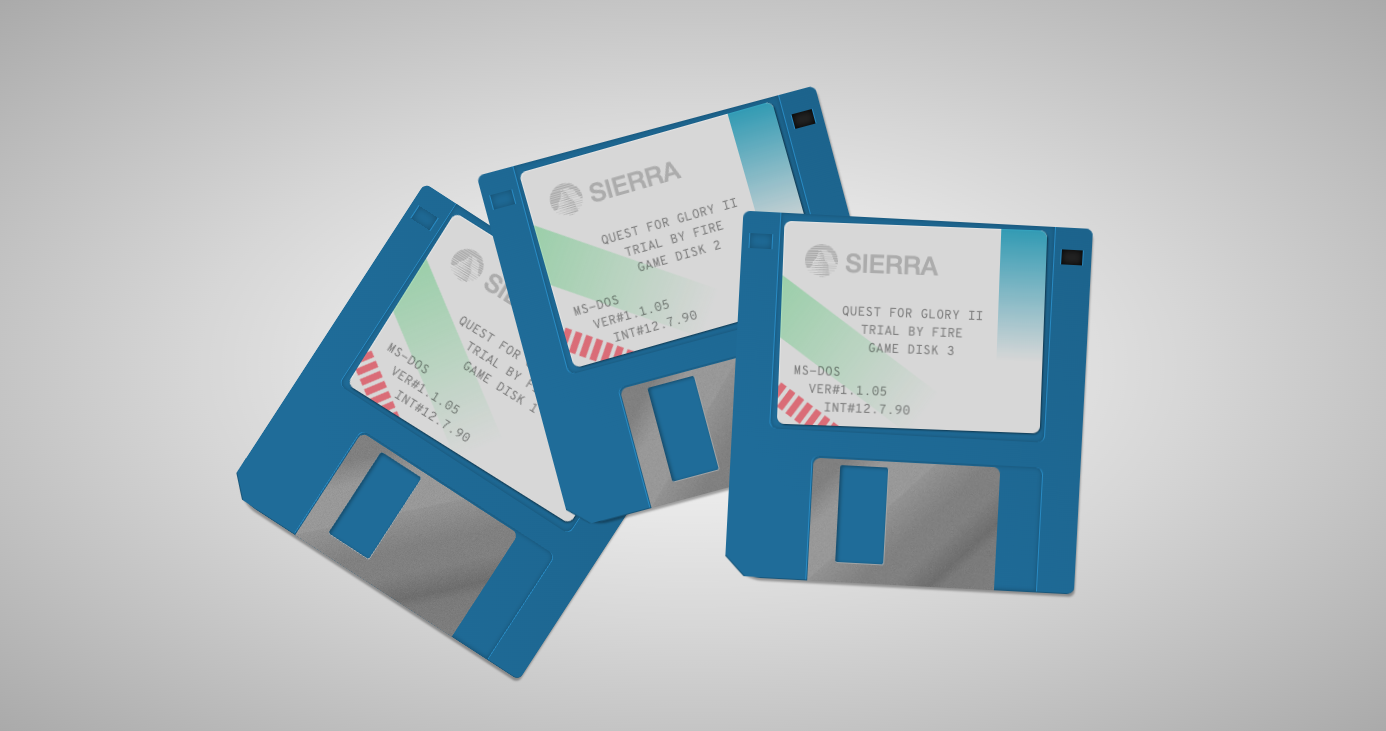 SIERRA
QUEST FOR GLORY II
TRIAL BY FIRE
GAME DISK 2
MS-DOS
VER#1.1.05
INT#12.7.90
SIERRA
QUEST FOR GLORY II
TRIAL BY FIRE
GAME DISK 3
MS-DOS
VER#1.1.05
INT#12.7.90
QUEST FOR
TRIAL BY
GAME DISK 1
MS-DOS
VER#1.1.05
INT#12.7.90